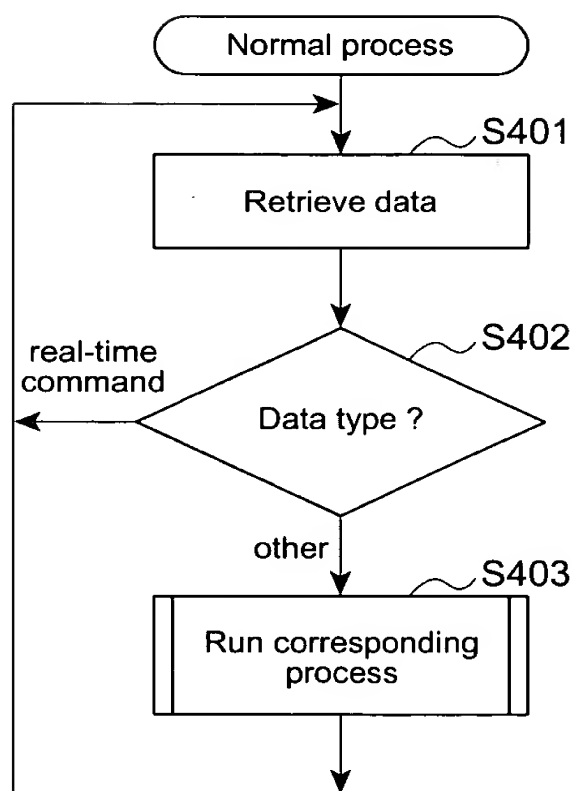 Normal process
S401
Retrieve data
S402
real-time
command
Data type ?
other
S403
Run corresponding
process